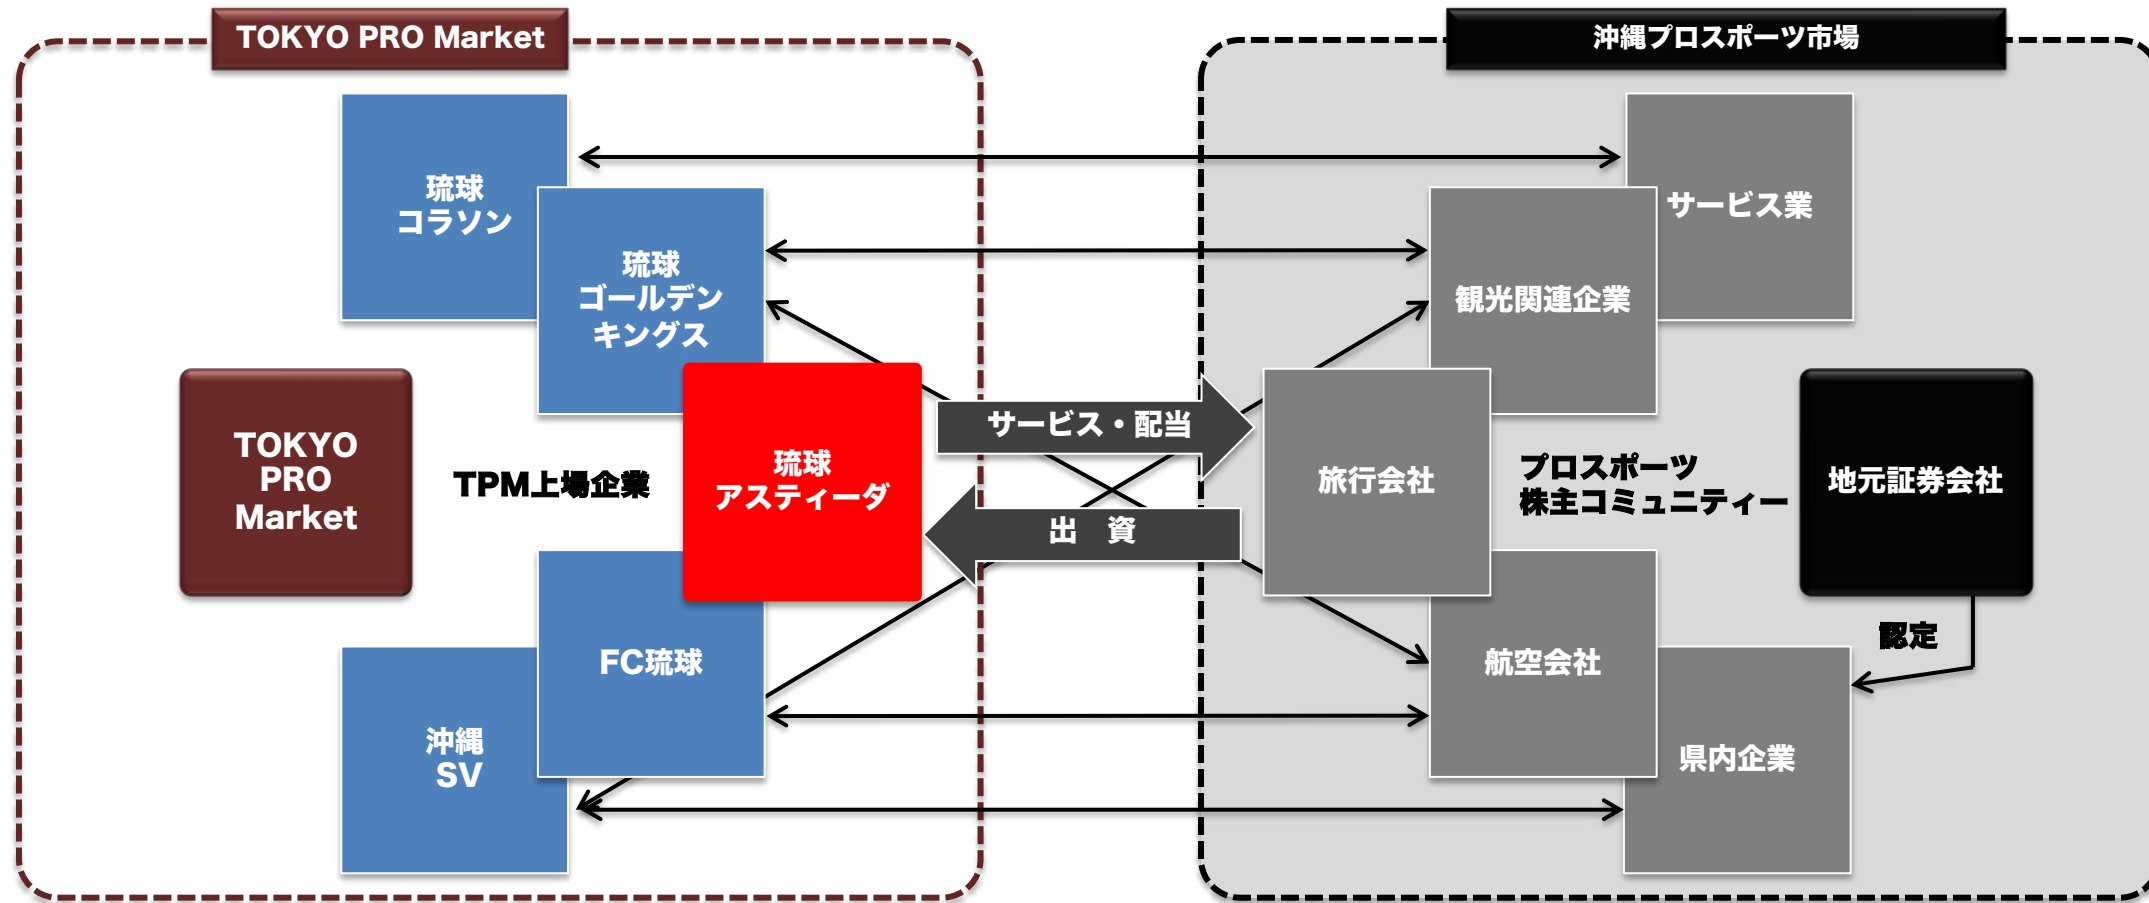 TOKYO PRO Market
沖縄プロスポーツ市場
琉球
コラソン
琉球
ゴールデン
キングス
TOKYO
PRO
Market
TPM上場企業
琉球
アスティーダ
FC琉球
沖縄
SV
サービス・配当
出　資
サービス業
観光関連企業
旅行会社
プロスポーツ
株主コミュニティー
地元証券会社
認定
航空会社
県内企業